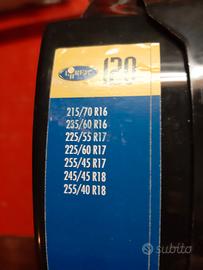 120
215/70 R16
235/60 R16
225/55 R17
225/60 R17
255/45 R17
245/45 R18
255/40 R18
subito